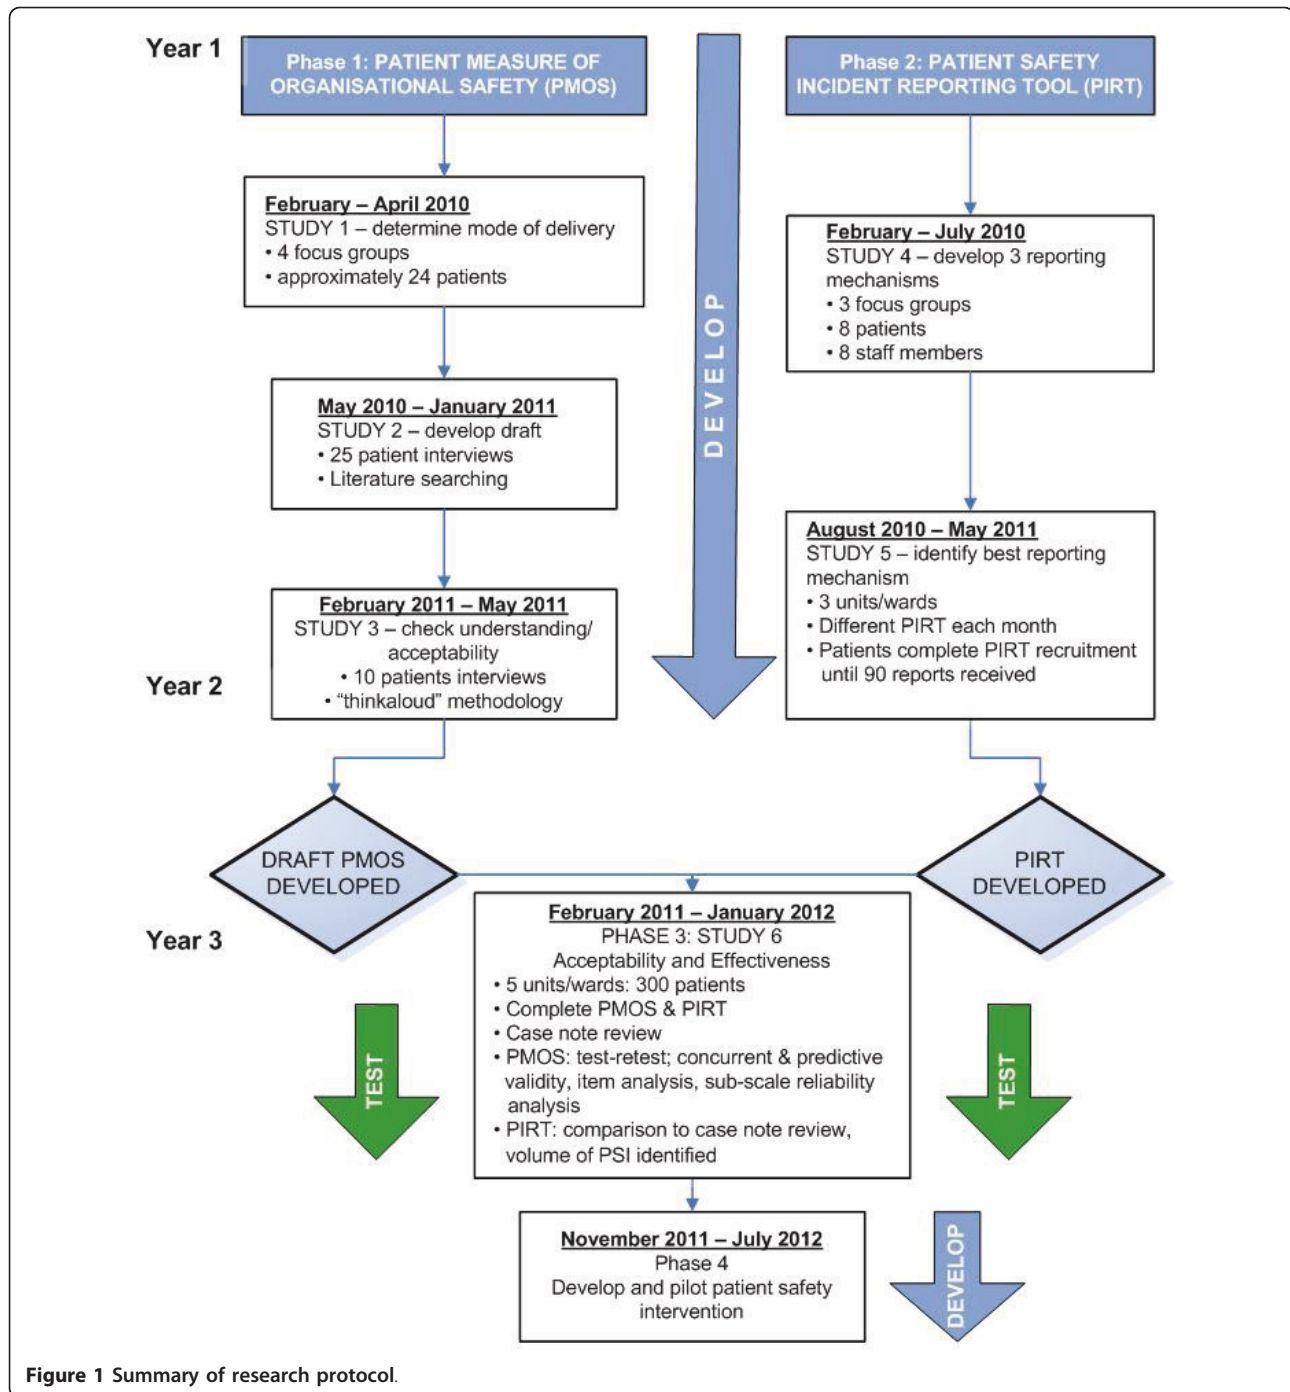 Year 1
Phase 1: PATIENT MEASURE OF
ORGANISATIONAL SAFETY (PMOS)
Phase 2: PATIENT SAFETY
INCIDENT REPORTING TOOL (PIRT)
February – April 2010
STUDY 1 – determine mode of delivery
• 4 focus groups
• approximately 24 patients
February – July 2010
STUDY 4 – develop 3 reporting
mechanisms
• 3 focus groups
• 8 patients
• 8 staff members
DEVELOP
May 2010 – January 2011
STUDY 2 – develop draft
• 25 patient interviews
• Literature searching
August 2010 – May 2011
STUDY 5 – identify best reporting
mechanism
• 3 units/wards
• Different PIRT each month
• Patients complete PIRT recruitment
until 90 reports received
February 2011 – May 2011
STUDY 3 – check understanding/
acceptability
• 10 patients interviews
• “thinkaloud” methodology
Year 2
DRAFT PMOS
DEVELOPED
PIRT
DEVELOPED
Year 3
February 2011 – January 2012
PHASE 3: STUDY 6
Acceptability and Effectiveness
• 5 units/wards: 300 patients
• Complete PMOS & PIRT
• Case note review
• PMOS: test-retest; concurrent & predictive
validity, item analysis, sub-scale reliability
analysis
• PIRT: comparison to case note review,
volume of PSI identified
TEST
TEST
November 2011 – July 2012
Phase 4
Develop and pilot patient safety
intervention
DEVELOP
Figure 1 Summary of research protocol.